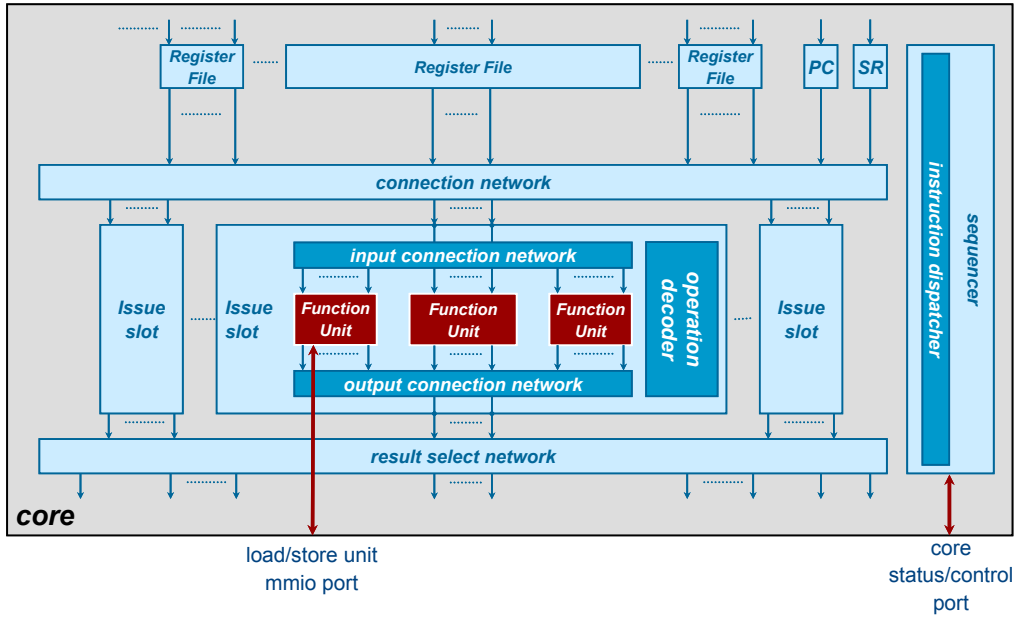 Register
File
Register File
Register
File
PC
SR
connection network
Issue
slot
Issue
slot
input connection network
Function
Unit
Function
Unit
Function
Unit
output connection network
operation
decoder
Issue
slot
instruction dispatcher
sequencer
result select network
core
load/store unit
mmio port
core
status/control
port